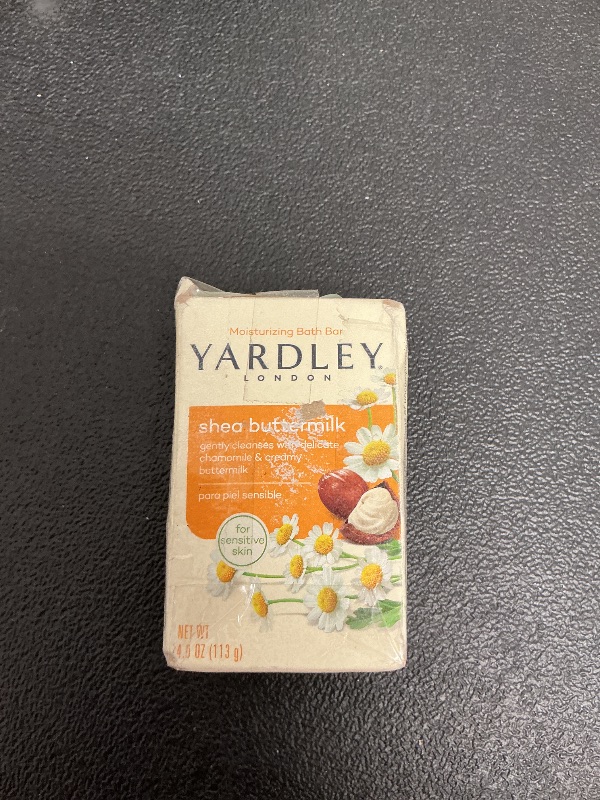 Moisturizing Bath Bar
YARDLEY
LONDON
shea buttermilk
gently cleanses with delicate
chamomile & creamy
buttermilk
para piel sensible
for
sensitive
skin
NET WT
4.0 OZ (113 g)